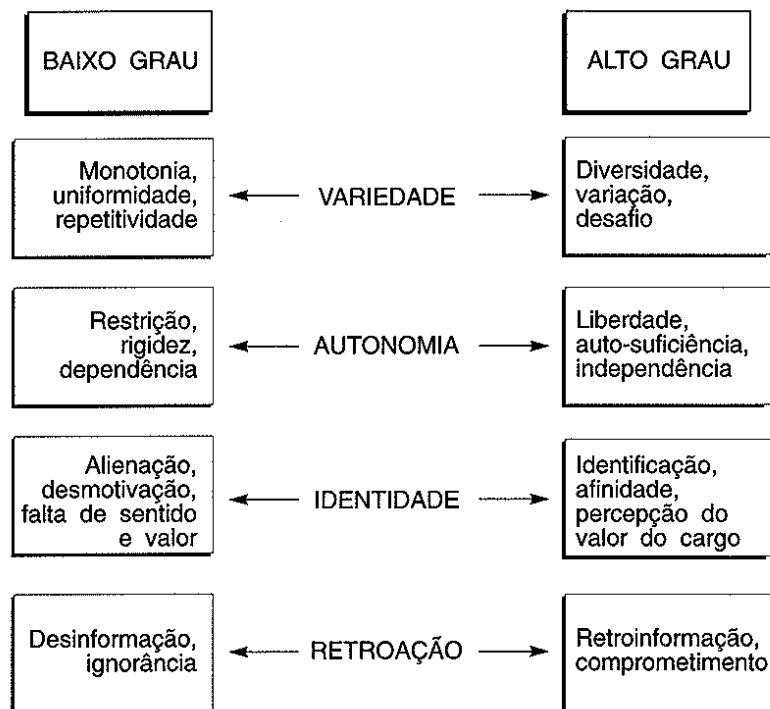 BAIXO GRAU
ALTO GRAU
Monotonia,
uniformidade,
repetitividade
VARIEDADE
Diversidade,
variação,
desafio
Restrição,
rigidez,
dependência
AUTONOMIA
Liberdade,
auto-suficiência,
independência
Alienação,
desmotivação,
falta de sentido
e valor
IDENTIDADE
Identificação,
afinidade,
percepção do
valor do cargo
Desinformação,
ignorância
RETROAÇÃO
Retroinformação,
comprometimento